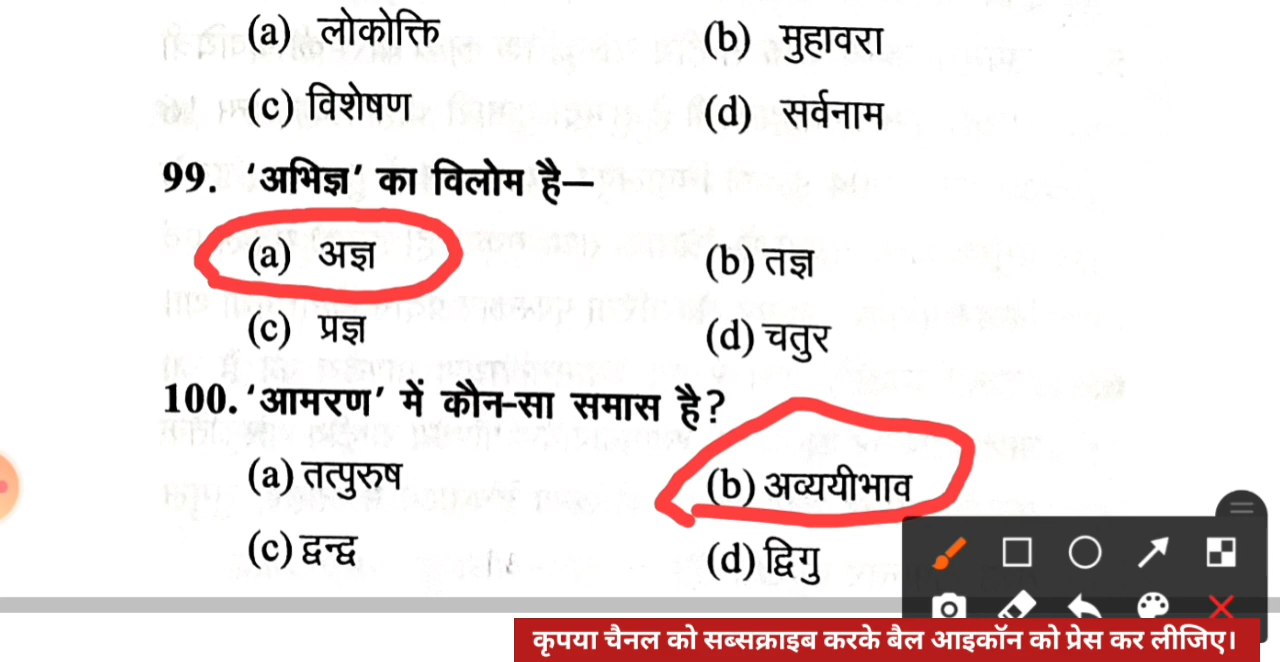 (a) लोकोक्ति (b) मुहावरा
(c) विशेषण (d) सर्वनाम
99. ‘अभिज्ञ’ का विलोम है–
(a) अज्ञ (b) तज्ञ
(c) प्रज्ञ (d) चतुर
100. ‘आमरण’ में कौन-सा समास है?
(a) तत्पुरुष (b) अव्ययीभाव
(c) द्वन्द्व (d) द्विगु
कृपया चैनल को सब्सक्राइब करके बैल आइकॉन को प्रेस कर लीजिए।